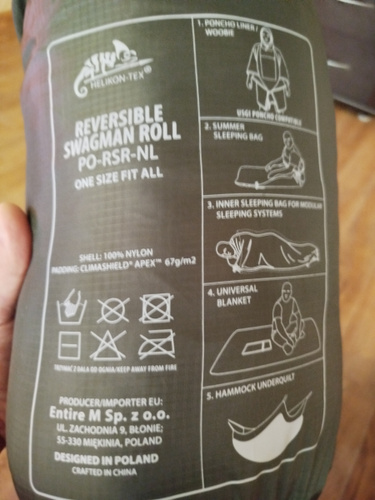 HELIKON-TEX®
REVERSIBLE
SWAGMAN ROLL
PO-RSR-NL
ONE SIZE FIT ALL
SHELL: 100% NYLON
PADDING: CLIMASHIELD® APEX™ 67g/m2
TRZYMAĆ Z DALA OD OGNIA/KEEP AWAY FROM FIRE
PRODUCER/IMPORTER EU:
Entire M Sp. z o.o.
UL. ZACHODNIA 9, BŁONIE;
55-330 MIĘKINIA, POLAND
DESIGNED IN POLAND
CRAFTED IN CHINA
1. PONCHO LINER /
WOOBIE
USGI PONCHO COMPATIBLE
2. SUMMER
SLEEPING BAG
3. INNER SLEEPING BAG FOR MODULAR
SLEEPING SYSTEMS
4. UNIVERSAL
BLANKET
5. HAMMOCK UNDERQUILT